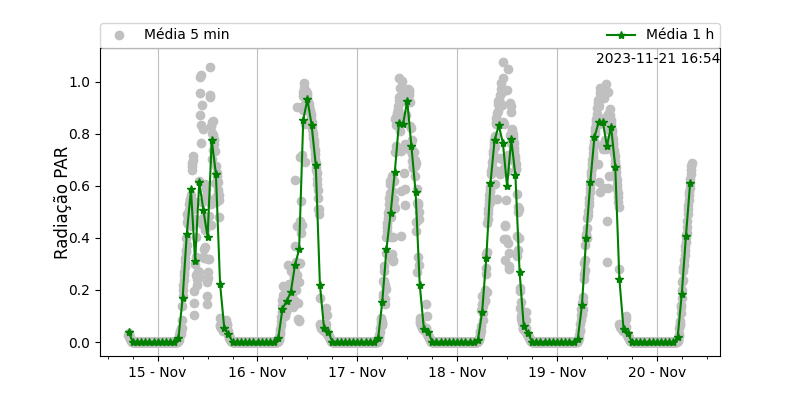 Média 5 min
Média 1 h
2023-11-21 16:54
Radiação PAR
1.0
0.8
0.6
0.4
0.2
0.0
15 - Nov
16 - Nov
17 - Nov
18 - Nov
19 - Nov
20 - Nov